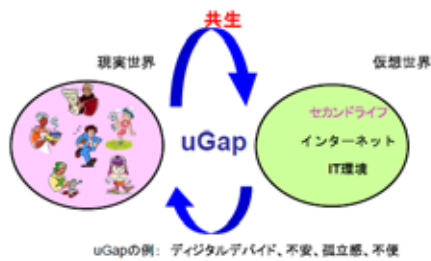 共生
現実世界
仮想世界
セカンドライフ
uGap
インターネット
IT環境
uGapの例： ディジタルデバイド、不安、孤立感、不便